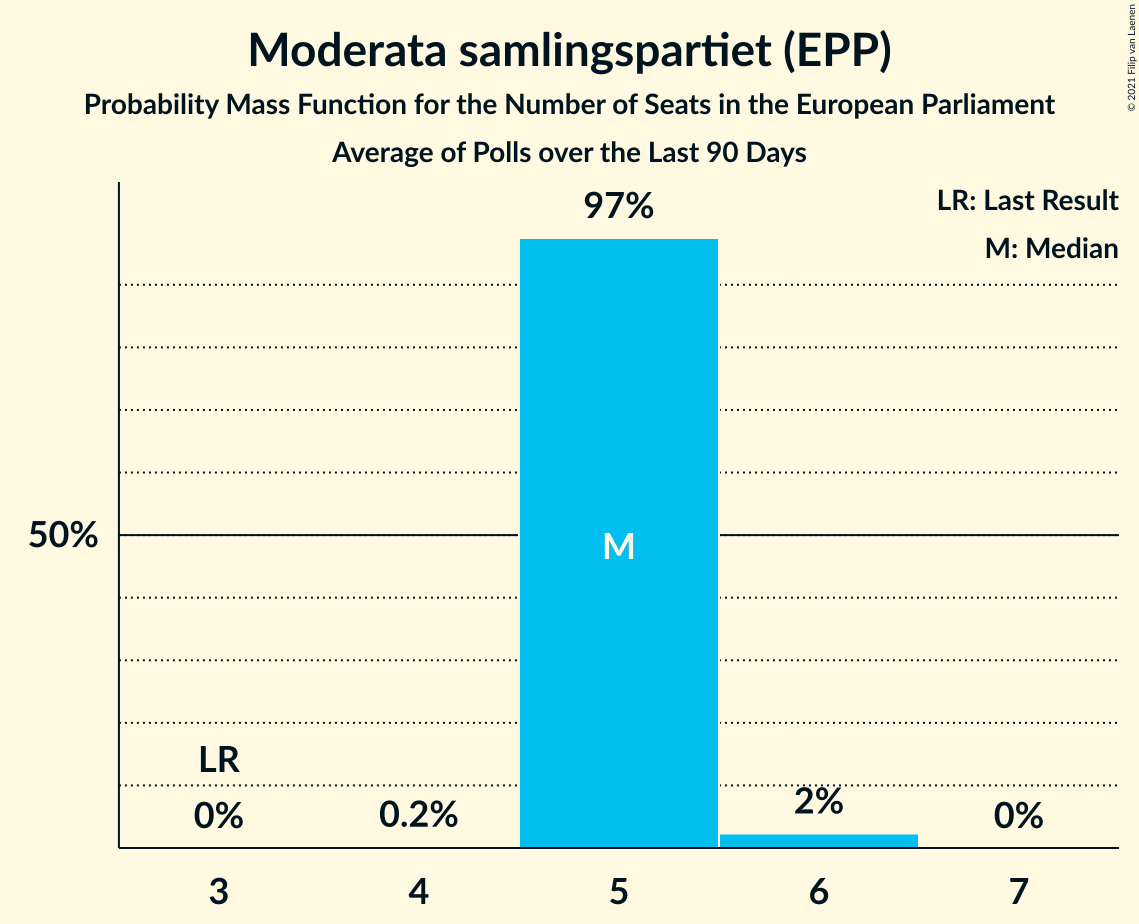 Moderata samlingspartiet (EPP)
Probability Mass Function for the Number of Seats in the European Parliament
Average of Polls over the Last 90 Days
© 2021 Filip van Laenen
LR: Last Result
M: Median
97%
50%
M
LR
0%
0.2%
2%
0%
3
4
5
6
7